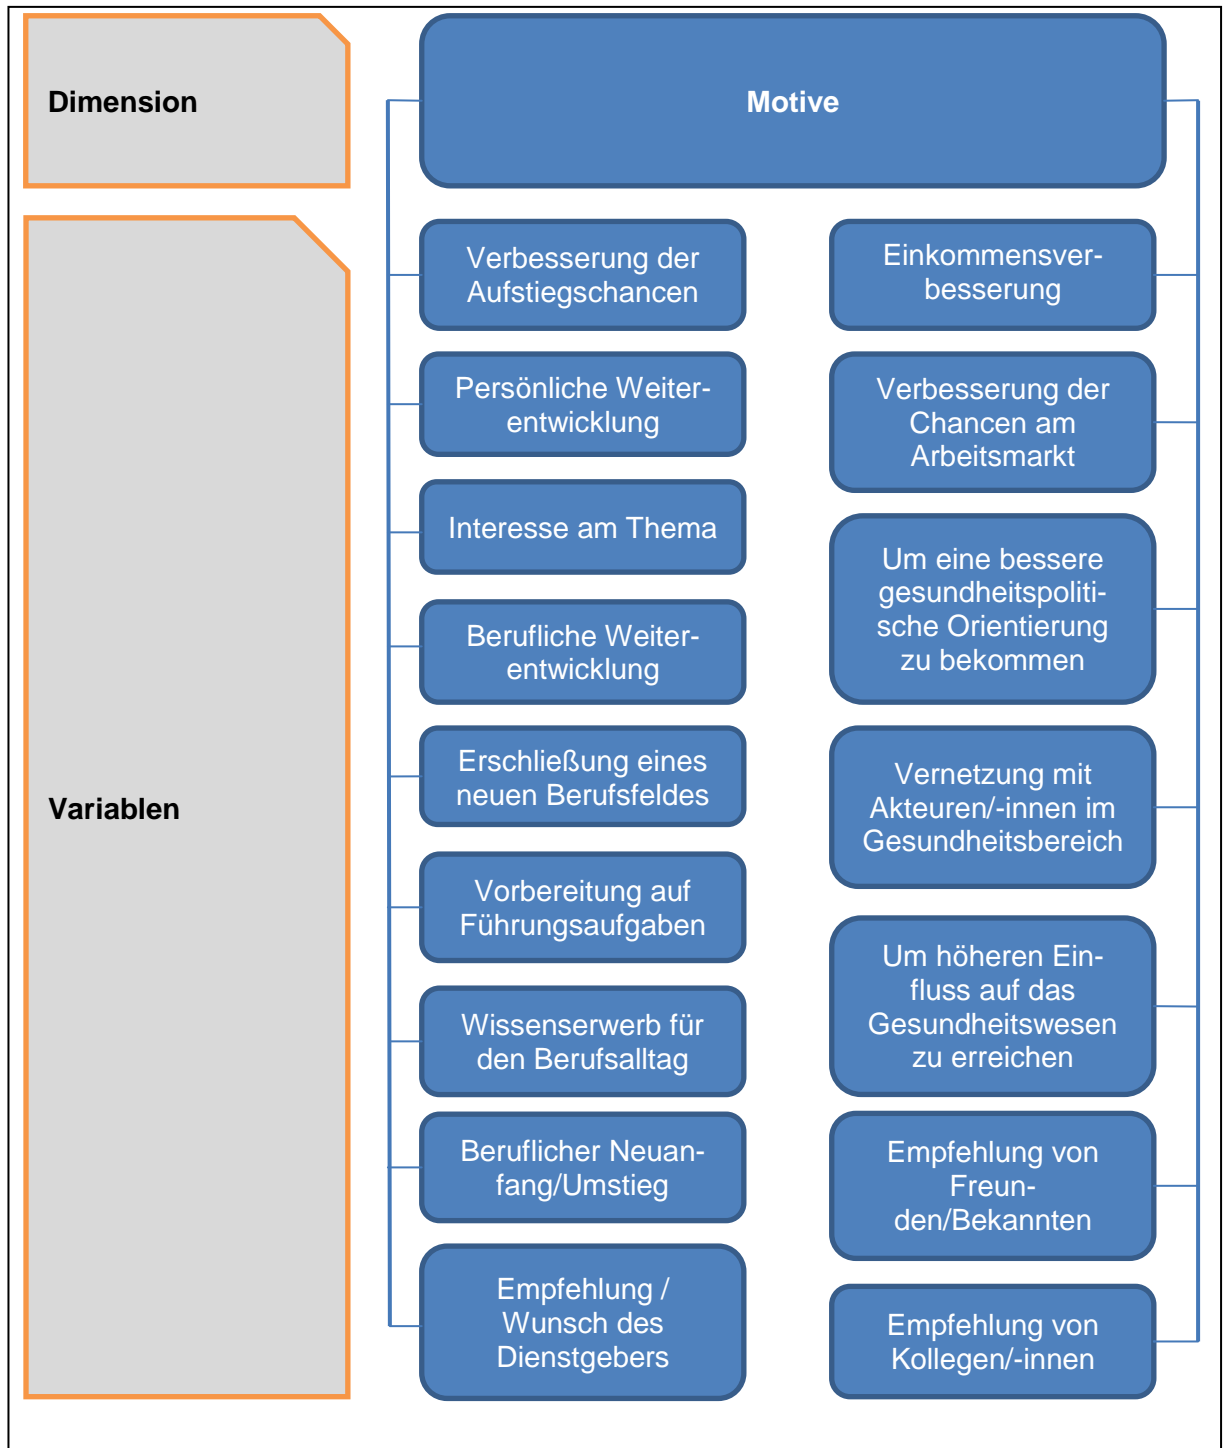 Dimension
Motive
Variablen
Verbesserung der
Aufstiegschancen
Persönliche Weiter-
entwicklung
Interesse am Thema
Berufliche Weiter-
entwicklung
Erschließung eines
neuen Berufsfeldes
Vorbereitung auf
Führungsaufgaben
Wissenserwerb für
den Berufsalltag
Beruflicher Neuan-
fang/Umstieg
Empfehlung /
Wunsch des
Dienstgebers
Einkommensver-
besserung
Verbesserung der
Chancen am
Arbeitsmarkt
Um eine bessere
gesundheitspoliti-
sche Orientierung
zu bekommen
Vernetzung mit
Akteuren/-innen im
Gesundheitsbereich
Um höheren Ein-
fluss auf das
Gesundheitswesen
zu erreichen
Empfehlung von
Freun-
den/Bekannten
Empfehlung von
Kollegen/-innen